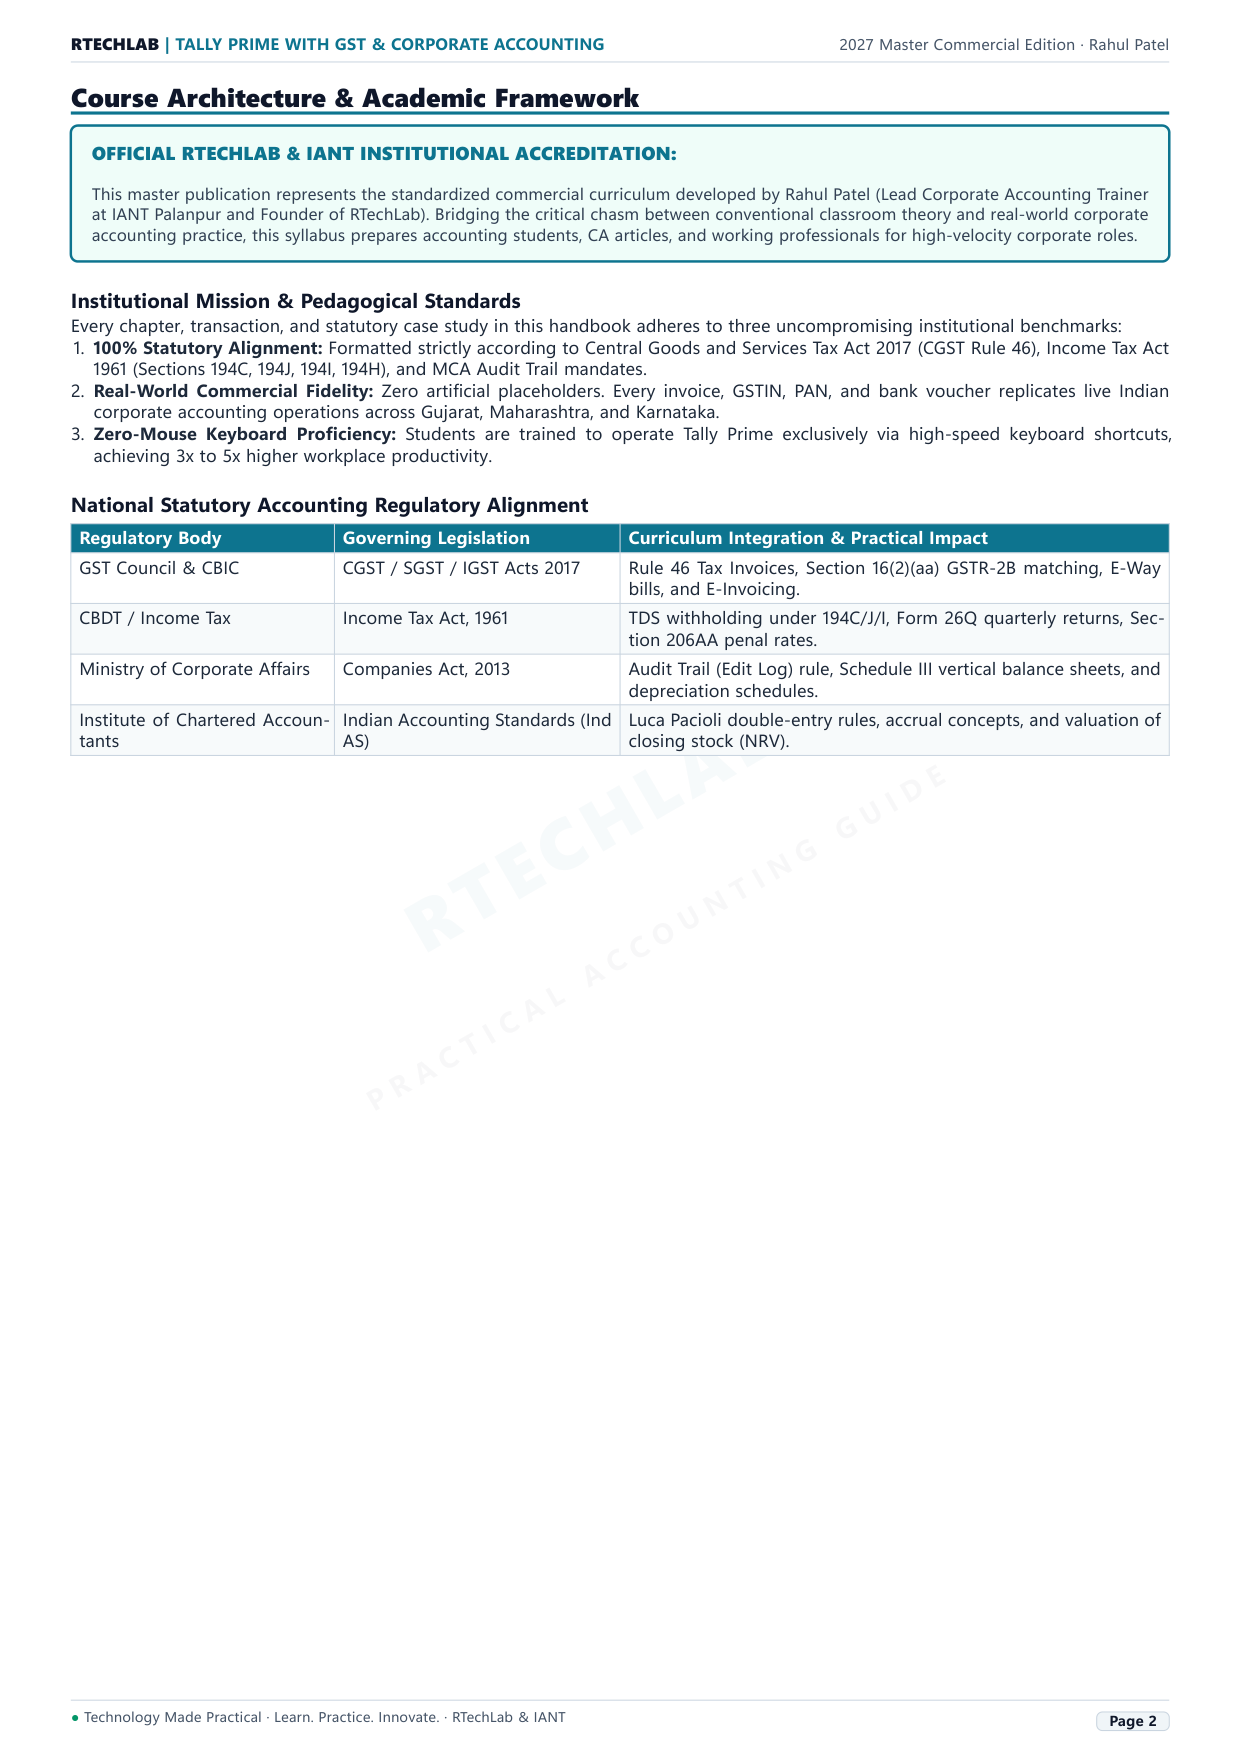 RTECHLAB | TALLY PRIME WITH GST & CORPORATE ACCOUNTING
2027 Master Commercial Edition · Rahul Patel
Course Architecture & Academic Framework
OFFICIAL RTECHLAB & IANT INSTITUTIONAL ACCREDITATION:
This master publication represents the standardized commercial curriculum developed by Rahul Patel (Lead Corporate Accounting Trainer
at IANT Palanpur and Founder of RTechLab). Bridging the critical chasm between conventional classroom theory and real-world corporate
accounting practice, this syllabus prepares accounting students, CA articles, and working professionals for high-velocity corporate roles.
Institutional Mission & Pedagogical Standards
Every chapter, transaction, and statutory case study in this handbook adheres to three uncompromising institutional benchmarks:
1. 100% Statutory Alignment: Formatted strictly according to Central Goods and Services Tax Act 2017 (CGST Rule 46), Income Tax Act
1961 (Sections 194C, 194J, 194I, 194H), and MCA Audit Trail mandates.
2. Real-World Commercial Fidelity: Zero artificial placeholders. Every invoice, GSTIN, PAN, and bank voucher replicates live Indian
corporate accounting operations across Gujarat, Maharashtra, and Karnataka.
3. Zero-Mouse Keyboard Proficiency: Students are trained to operate Tally Prime exclusively via high-speed keyboard shortcuts,
achieving 3x to 5x higher workplace productivity.
National Statutory Accounting Regulatory Alignment
Regulatory Body
Governing Legislation
Curriculum Integration & Practical Impact
GST Council & CBIC
CGST / SGST / IGST Acts 2017
Rule 46 Tax Invoices, Section 16(2)(aa) GSTR-2B matching, E-Way
bills, and E-Invoicing.
CBDT / Income Tax
Income Tax Act, 1961
TDS withholding under 194C/J/I, Form 26Q quarterly returns, Sec-
tion 206AA penal rates.
Ministry of Corporate Affairs
Companies Act, 2013
Audit Trail (Edit Log) rule, Schedule III vertical balance sheets, and
depreciation schedules.
Institute of Chartered Accoun-
tants
Indian Accounting Standards (Ind
AS)
Luca Pacioli double-entry rules, accrual concepts, and valuation of
closing stock (NRV).
RTECHLAB
PRACTICAL ACCOUNTING GUIDE
● Technology Made Practical · Learn. Practice. Innovate. · RTechLab & IANT
Page 2